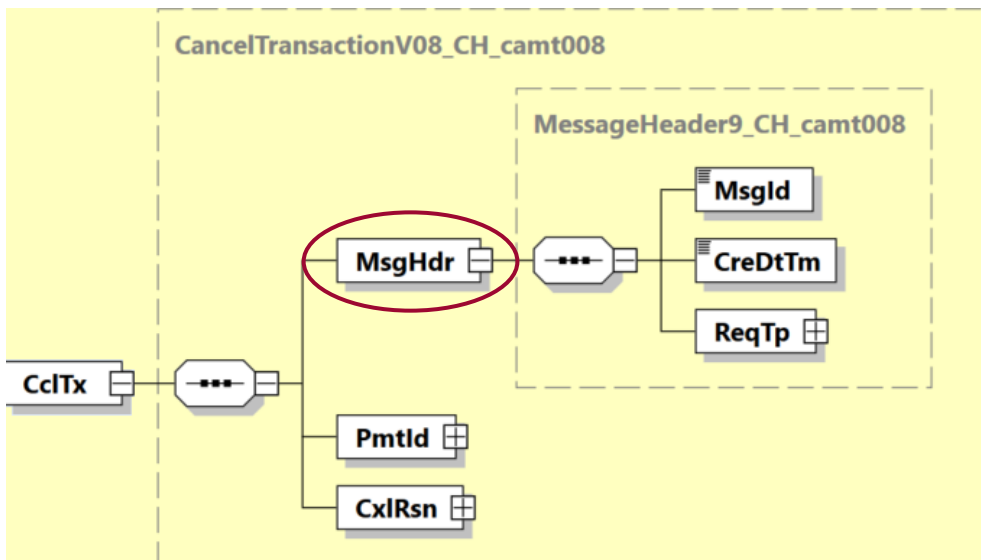 CancelTransactionV08_CH_camt008
MessageHeader9_CH_camt008
MsgId
MsgHdr
CreDtTm
ReqTp
CclTx
PmtId
CxlRsn